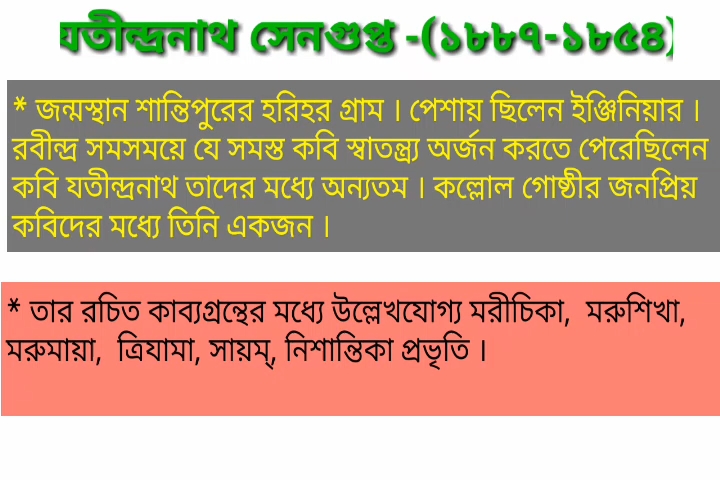 যতীন্দ্রনাথ সেনগুপ্ত -(১৮৮৭-১৮৫৪)
* জন্মস্থান শান্তিপুরের হরিহর গ্রাম । পেশায় ছিলেন ইঞ্জিনিয়ার ।
রবীন্দ্র সমসময়ে যে সমস্ত কবি স্বাতন্ত্র্য অর্জন করতে পেরেছিলেন
কবি যতীন্দ্রনাথ তাদের মধ্যে অন্যতম । কল্লোল গোষ্ঠীর জনপ্রিয়
কবিদের মধ্যে তিনি একজন ।
* তার রচিত কাব্যগ্রন্থের মধ্যে উল্লেখযোগ্য মরীচিকা, মরুশিখা,
মরুমায়া, ত্রিযামা, সায়ম্, নিশান্তিকা প্রভৃতি ।